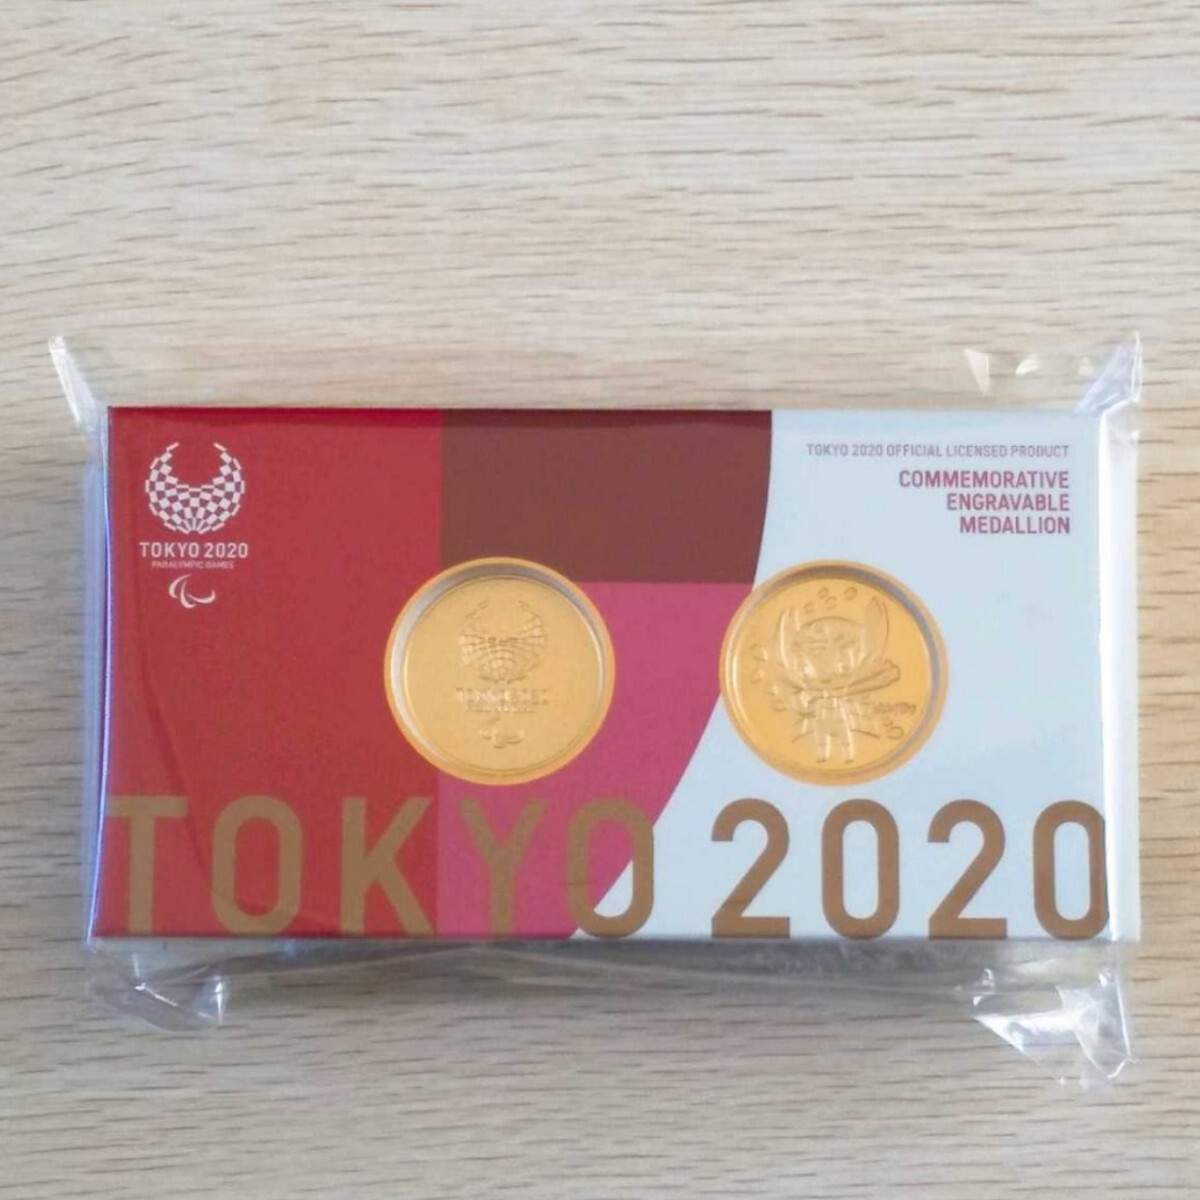 TOKYO 2020
PARALYMPIC GAMES
TOKYO 2020 OFFICIAL LICENSED PRODUCT
COMMEMORATIVE
ENGRAVABLE
MEDALLION
TOKYO 2020